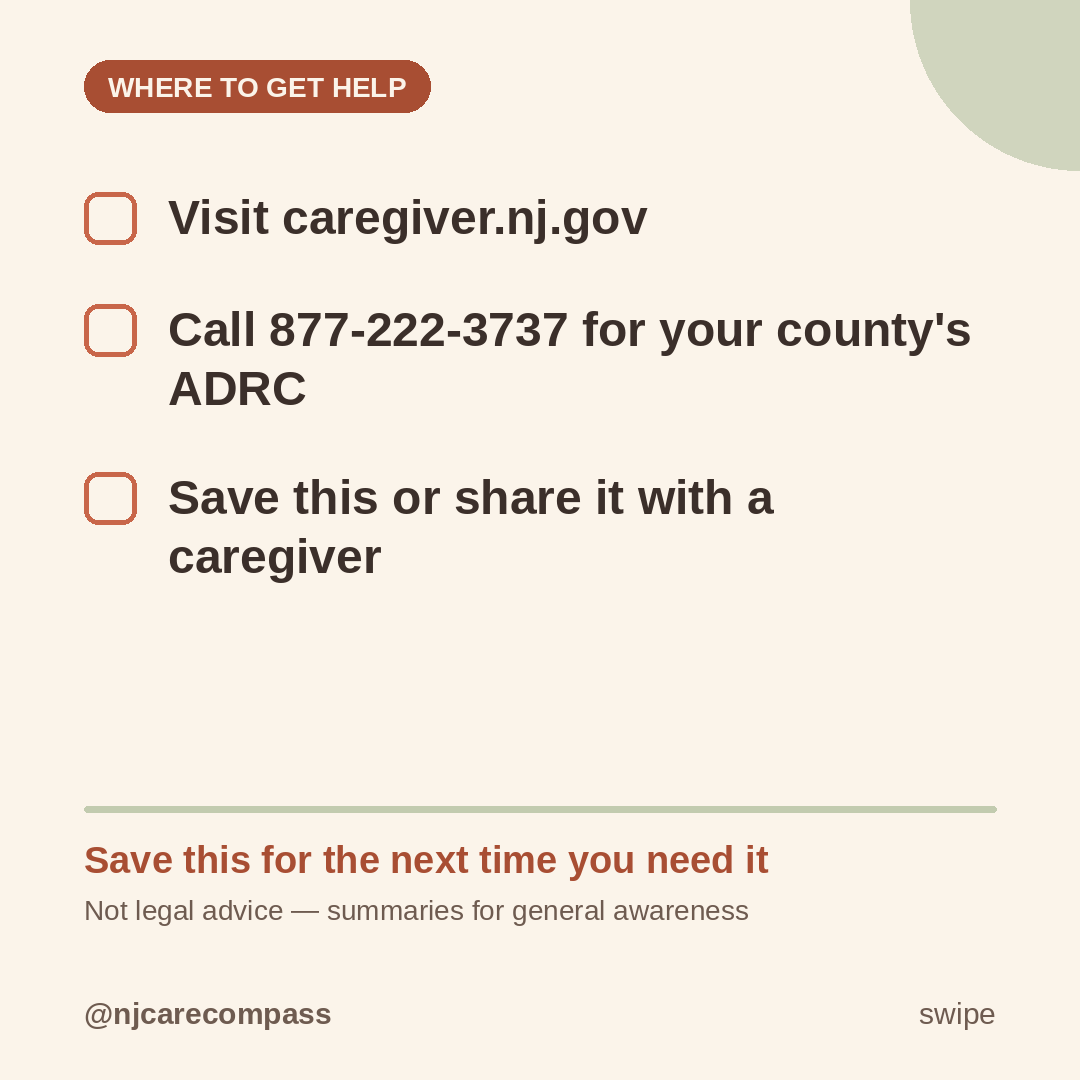 WHERE TO GET HELP
Visit caregiver.nj.gov
Call 877-222-3737 for your county's
ADRC
Save this or share it with a
caregiver
Save this for the next time you need it
Not legal advice — summaries for general awareness
@njcarecompass
swipe